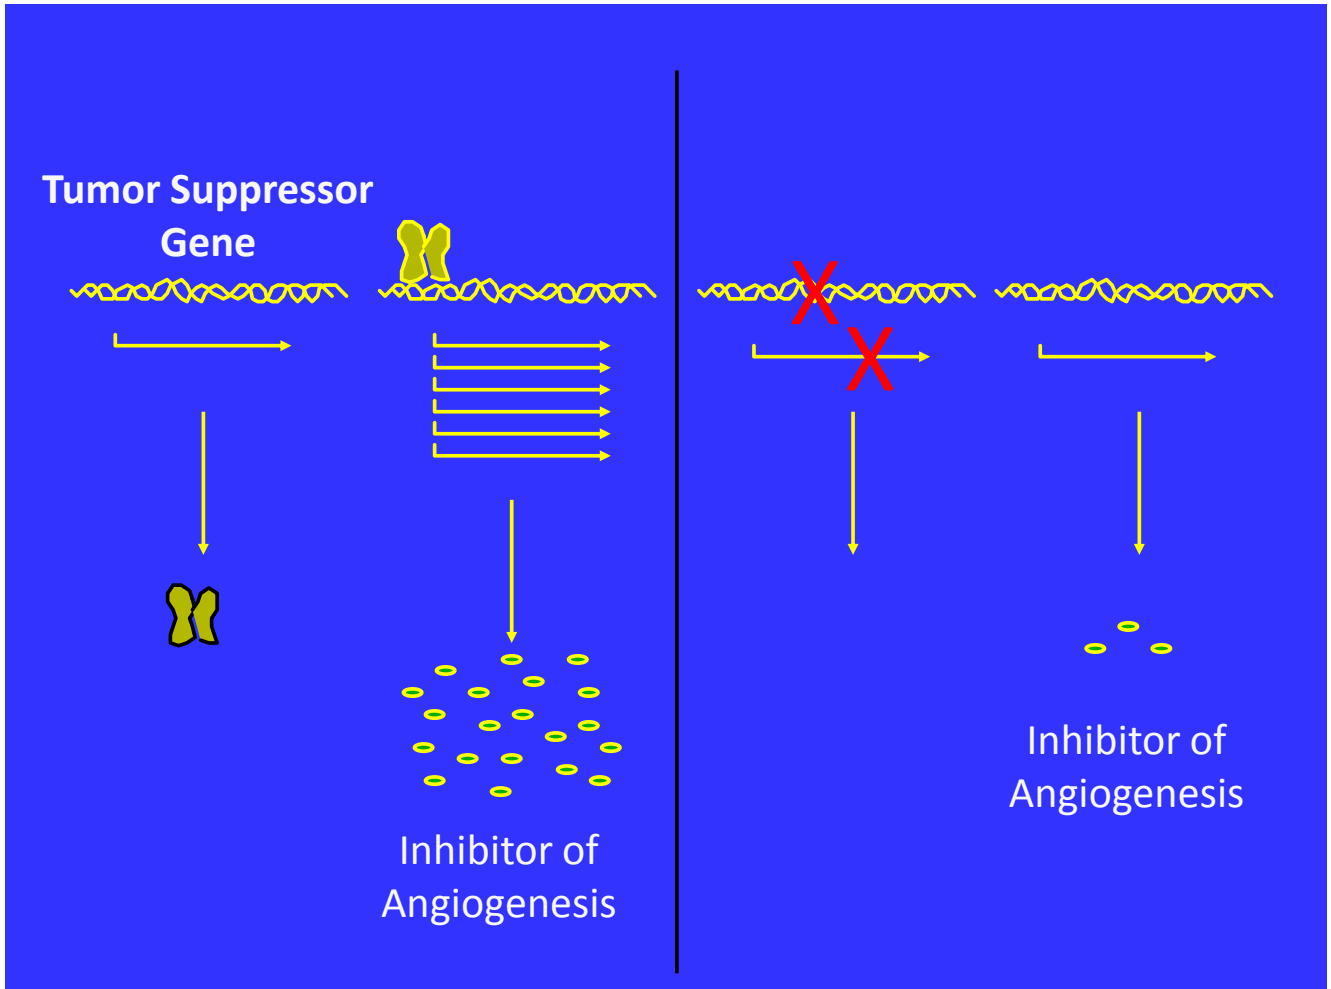 Tumor Suppressor
Gene
X
X
Inhibitor of
Angiogenesis
Inhibitor of
Angiogenesis